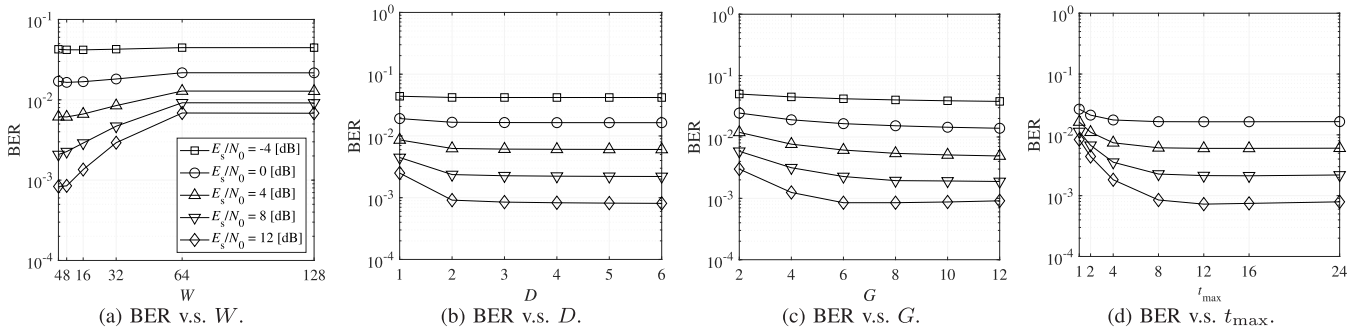 10^-1
10^-2
10^-3
10^-4
BER
E_s/N_0 = -4 [dB]
E_s/N_0 = 0 [dB]
E_s/N_0 = 4 [dB]
E_s/N_0 = 8 [dB]
E_s/N_0 = 12 [dB]
4 8 16 32 64 128
W
(a) BER v.s. W.
10^0
10^-1
10^-2
10^-3
10^-4
BER
1 2 3 4 5 6
D
(b) BER v.s. D.
10^0
10^-1
10^-2
10^-3
10^-4
BER
2 4 6 8 10 12
G
(c) BER v.s. G.
10^0
10^-1
10^-2
10^-3
10^-4
BER
1 2 4 8 12 16 24
t_max
(d) BER v.s. t_max.